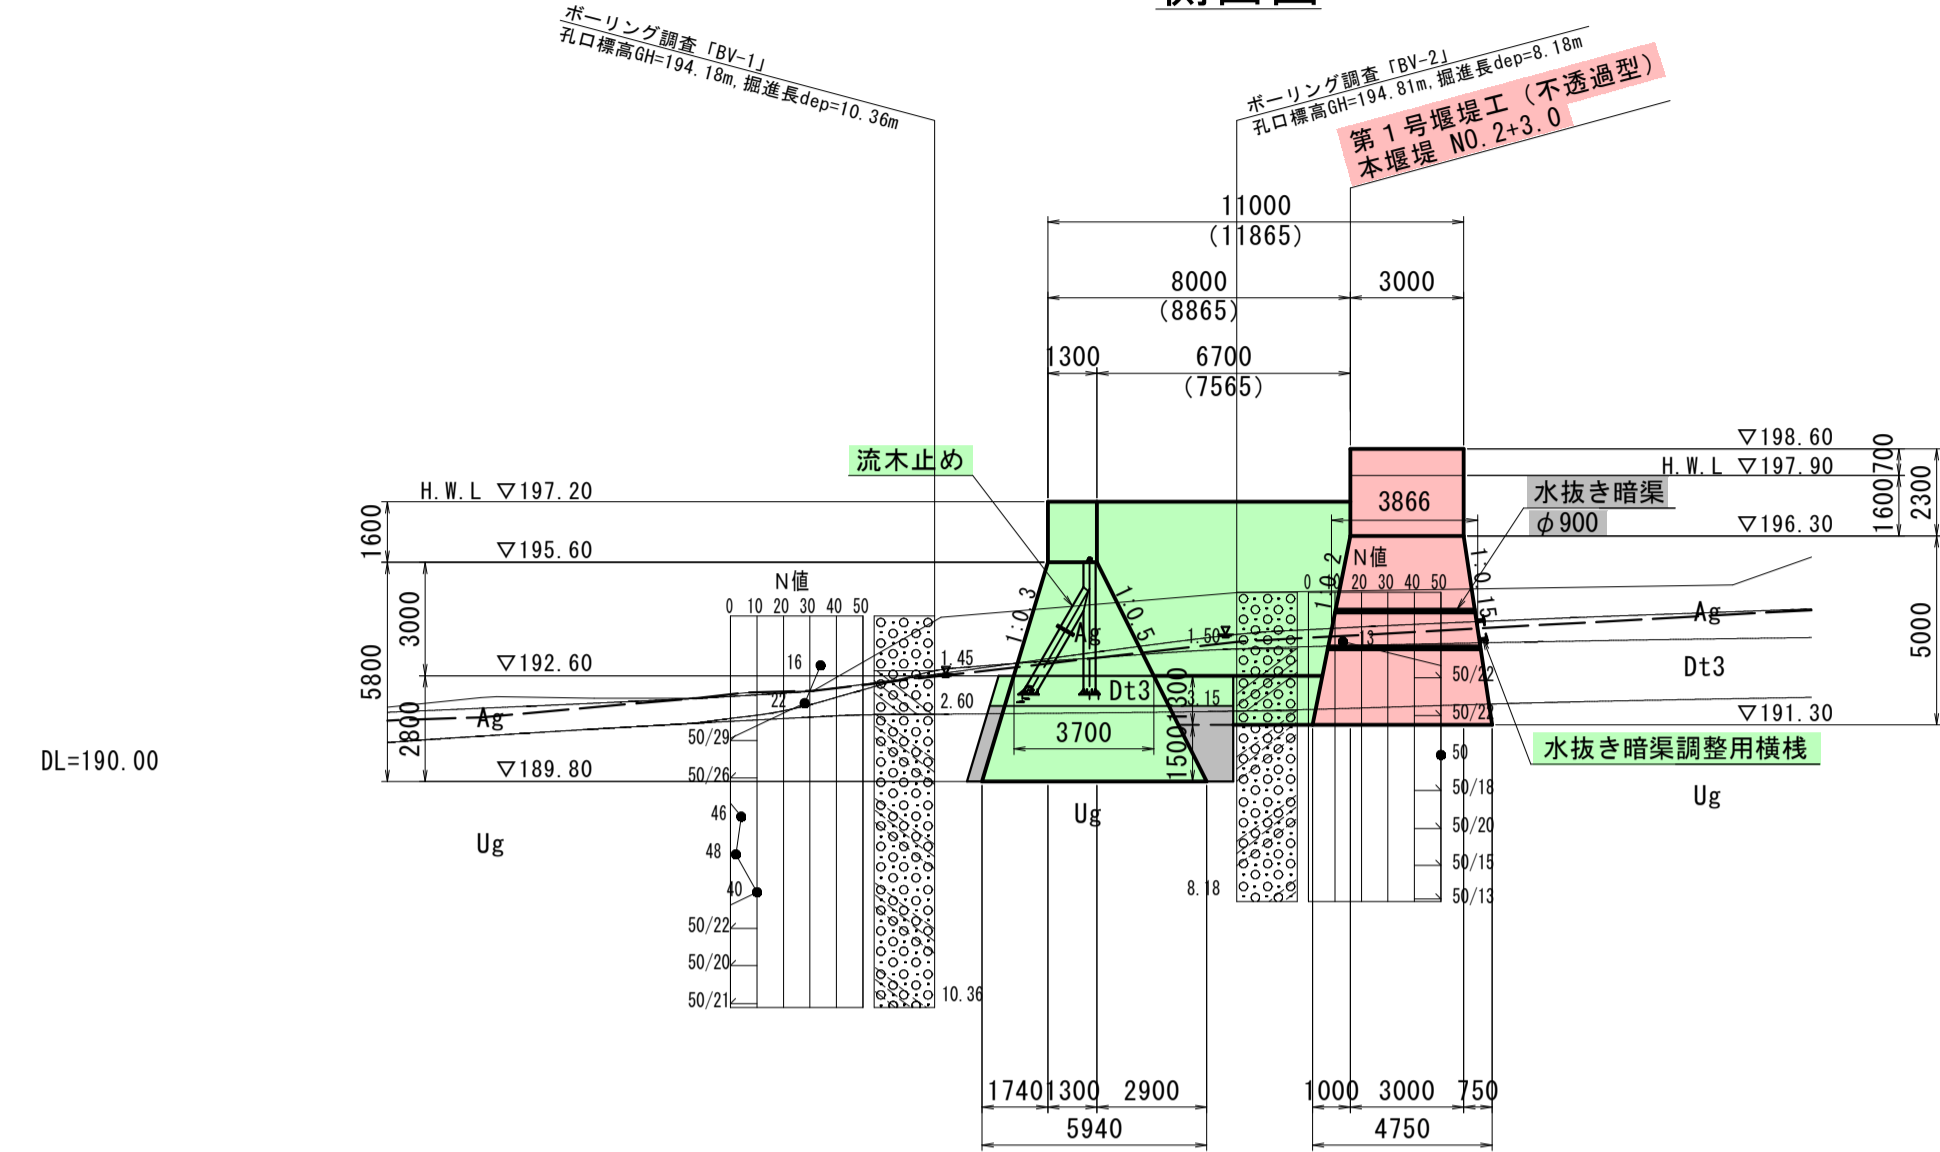 ボーリング調査「BV-1」
孔口標高GH=194.18m,掘進長dep=10.36m
ボーリング調査「BV-2」
孔口標高GH=194.81m,掘進長dep=8.18m
第1号堰堤工(不透過型)
本堰堤 NO.2+3.0
11000
(11865)
8000
3000
(8865)
1300
6700
(7565)
流木止め
▽198.60
700
H.W.L ▽197.90
2300
1600
水抜き暗渠
φ900
3866
▽196.30
H.W.L ▽197.20
1600
▽195.60
N値
0 10 20 30 40 50
N値
0 10 20 30 40 50
1:0.3
1:0.5
1:0.2
1:0.15
3000
5800
2800
5000
▽192.60
16
22
50/29
50/26
46
48
40
50/22
50/20
50/21
1.45
2.60
10.36
Ag
Ag
Ag
Dt3
Dt3
1.50
3.15
8.18
13
50/22
50/22
50
50/18
50/20
50/15
50/13
1300
1500
3700
▽191.30
水抜き暗渠調整用横桟
DL=190.00
▽189.80
Ug
Ug
Ug
1740
1300
2900
5940
1000
3000
750
4750